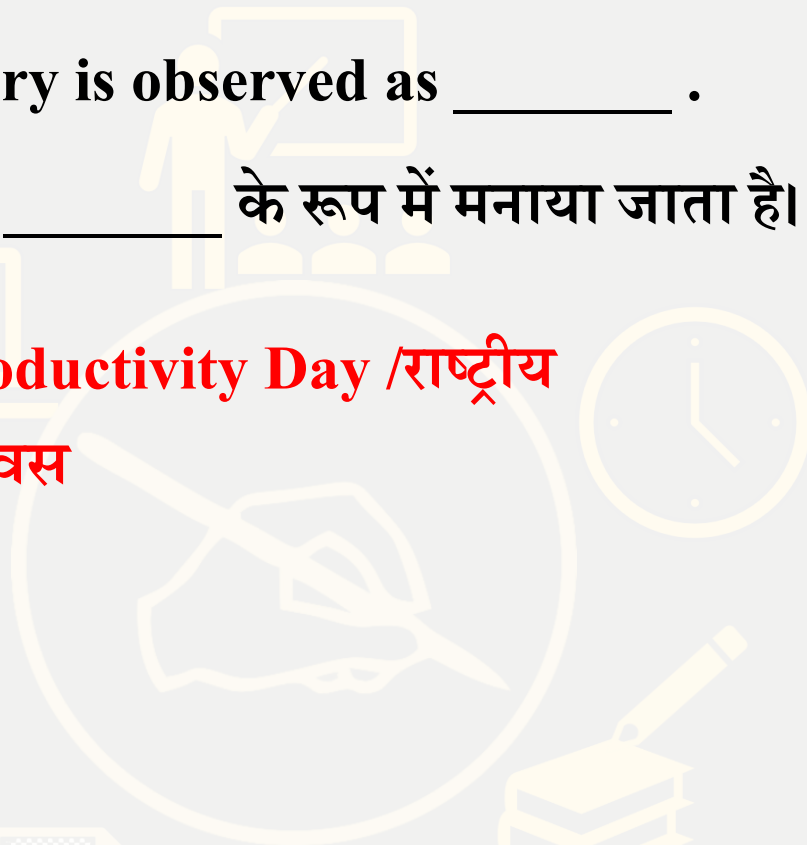 ry is observed as _______ .
_______ के रूप में मनाया जाता है।
oductivity Day /राष्ट्रीय
वस